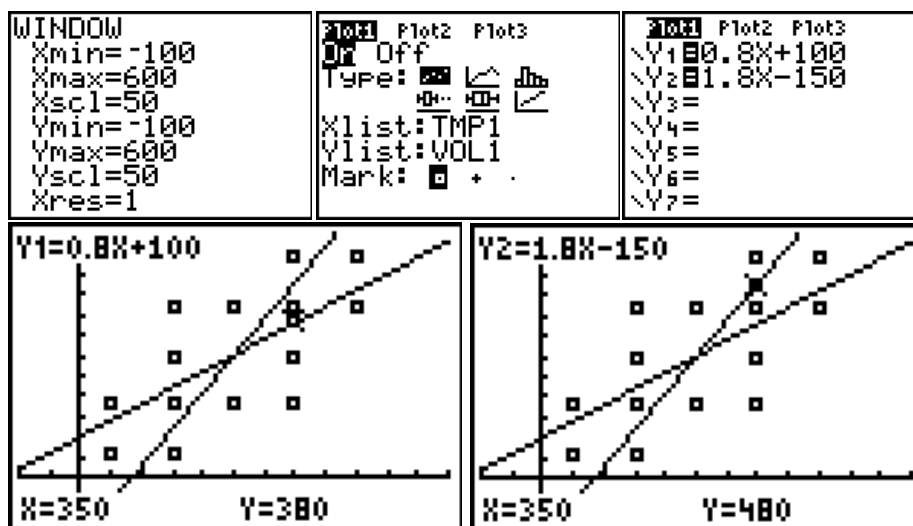 WINDOW
Xmin=-100
Xmax=600
Xscl=50
Ymin=-100
Ymax=600
Yscl=50
Xres=1
Plot1 Plot2 Plot3
On Off
Type:
Xlist:TMP1
Ylist:VOL1
Mark:
Plot1 Plot2 Plot3
\Y1=0.8X+100
\Y2=1.8X-150
\Y3=
\Y4=
\Y5=
\Y6=
\Y7=
Y1=0.8X+100
X=350 Y=380
Y2=1.8X-150
X=350 Y=480